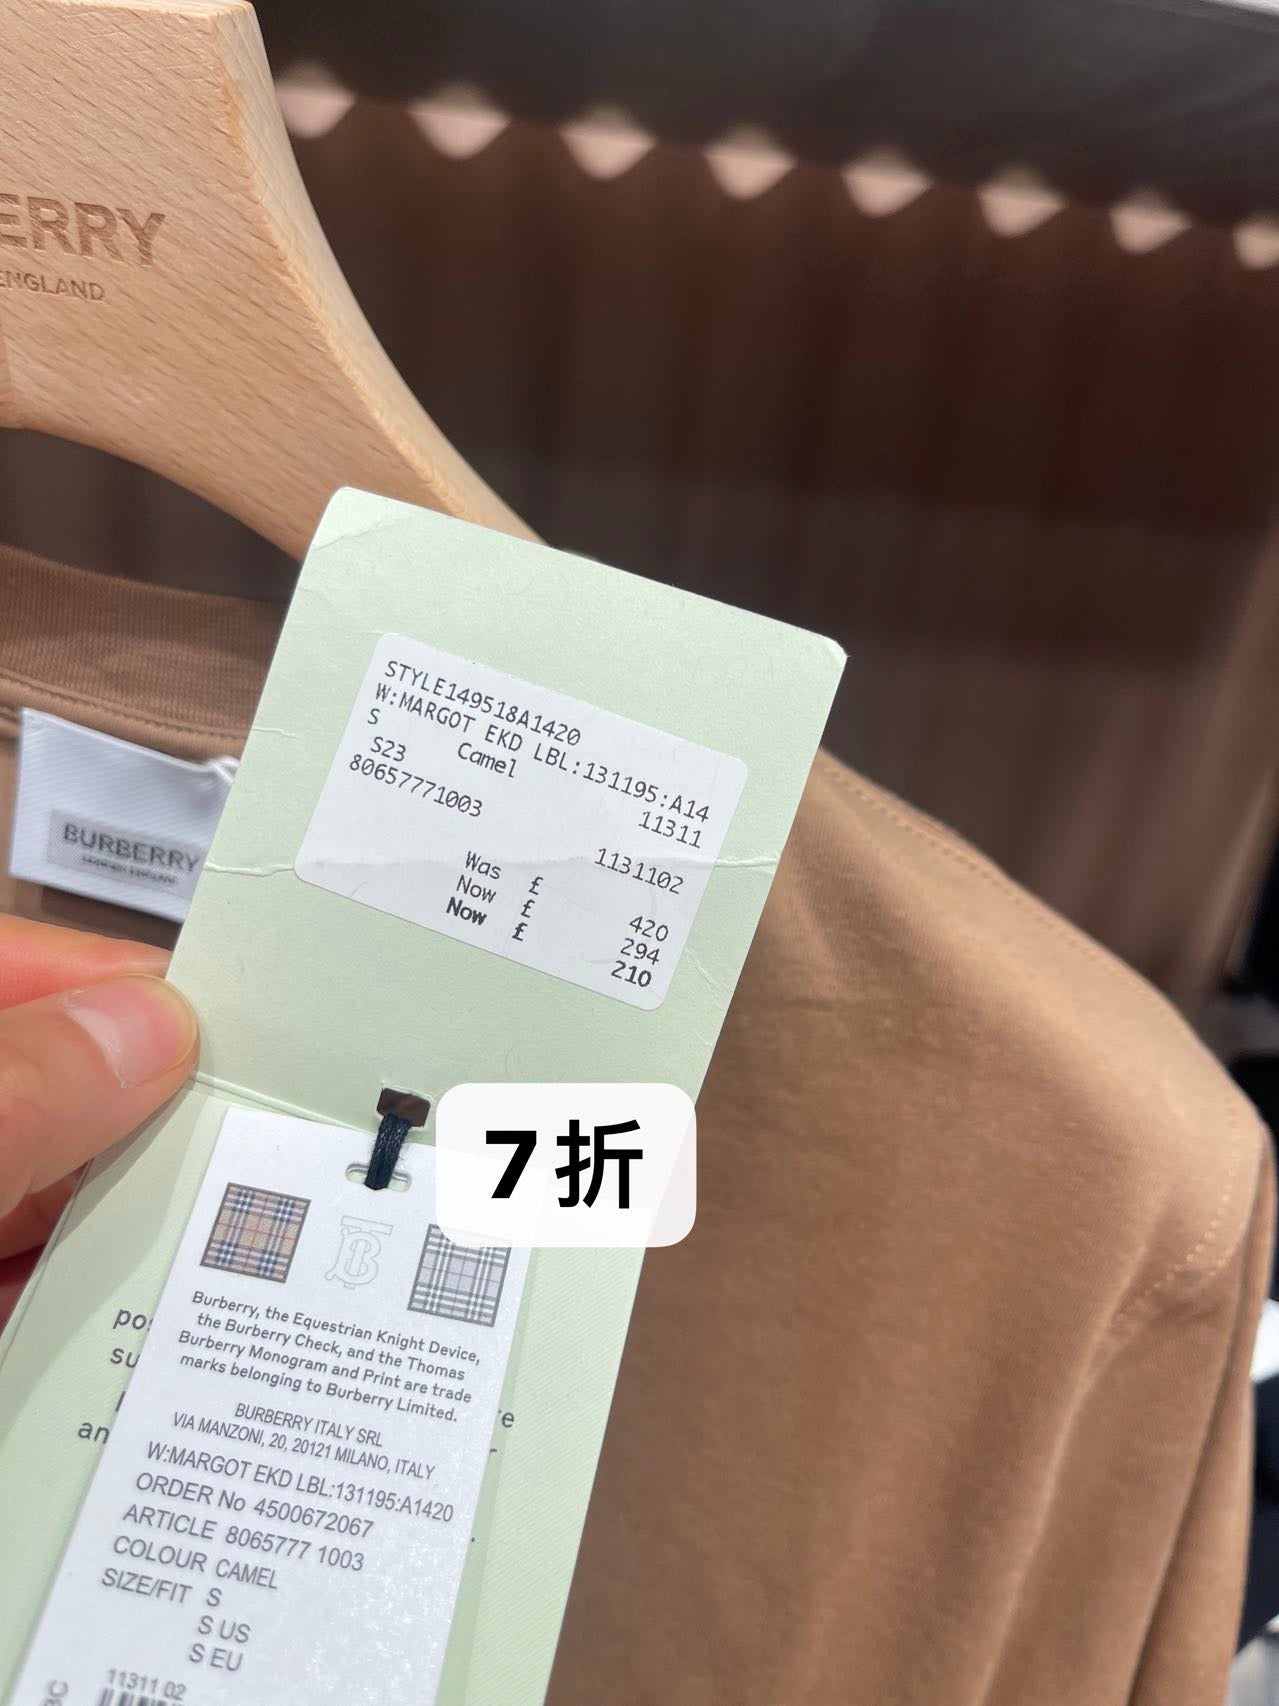 ERRY
ENGLAND
BURBERRY
STYLE149518A1420
W:MARGOT EKD LBL:131195:A14
S Camel 11311
S23
80657771003 1131102
Was £ 420
Now £ 294
Now £ 210
7折
Burberry, the Equestrian Knight Device,
the Burberry Check, and the Thomas
Burberry Monogram and Print are trade
marks belonging to Burberry Limited.
BURBERRY ITALY SRL
VIA MANZONI, 20, 20121 MILANO, ITALY
W:MARGOT EKD LBL:131195:A1420
ORDER No 4500672067
ARTICLE 8065777 1003
COLOUR CAMEL
SIZE/FIT S
S US
S EU
11311 02